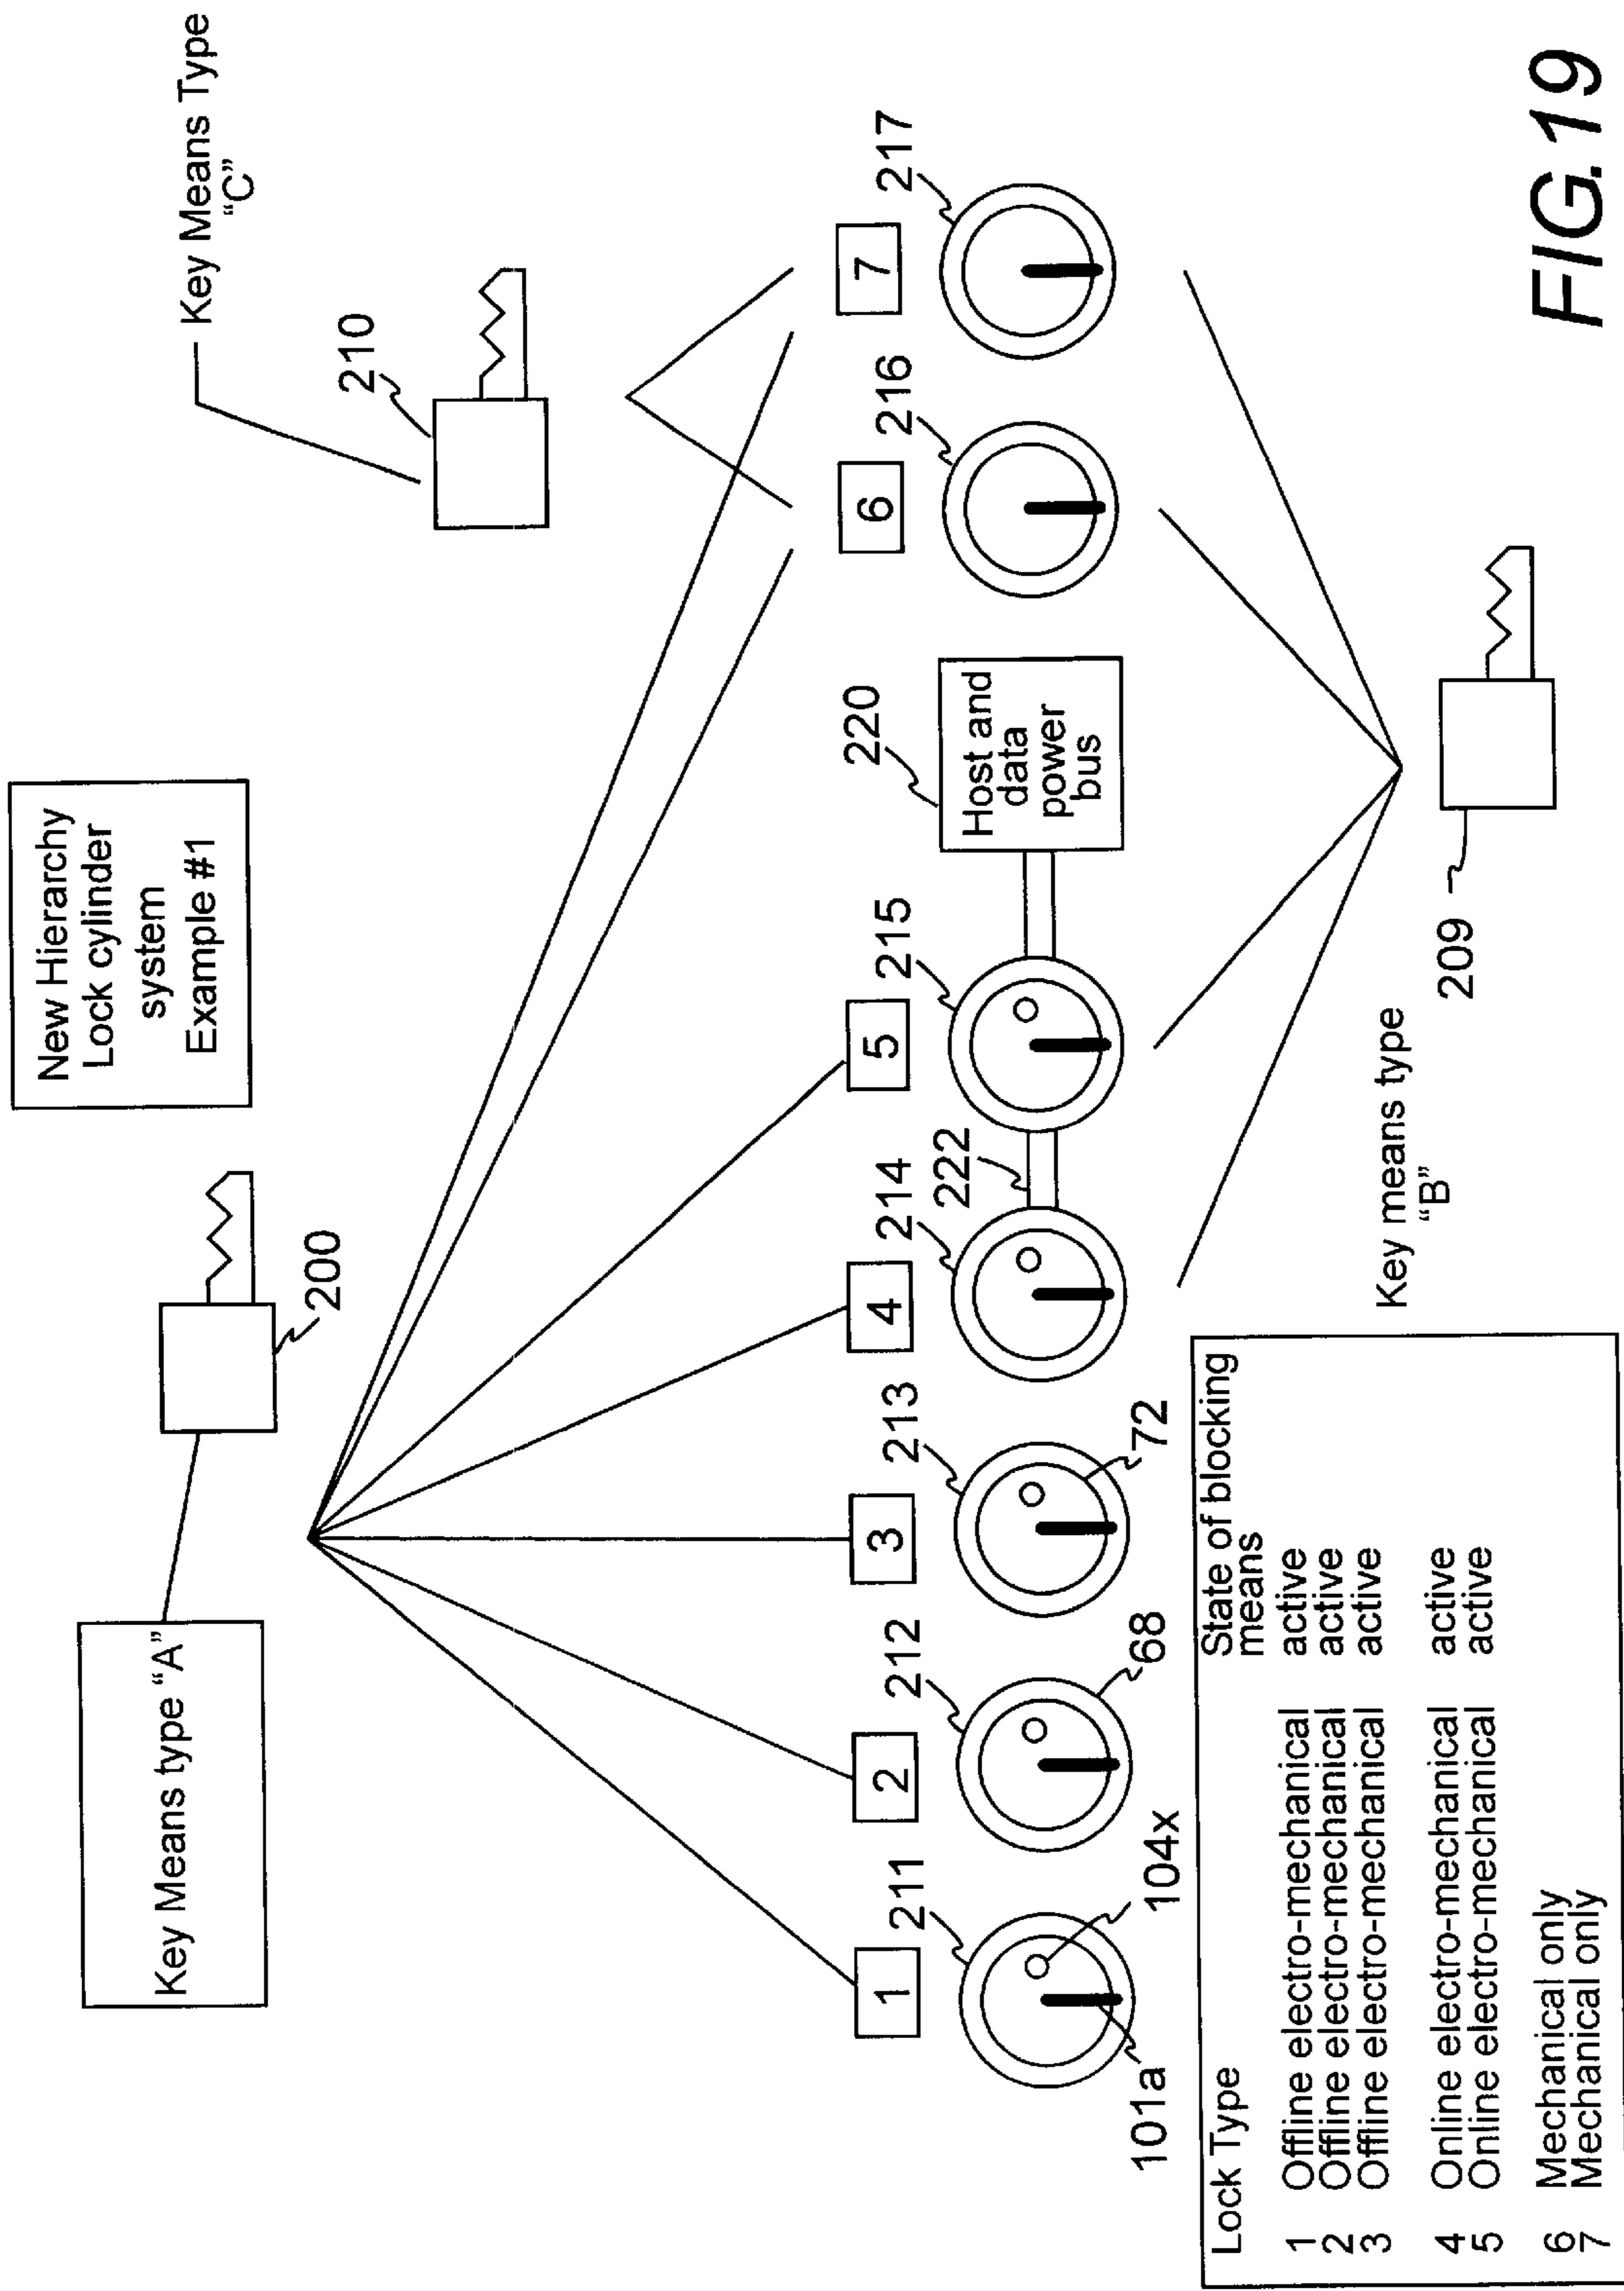 New Hierarchy
Lock cylinder
system
Example #1
Key Means Type
"C"
Key Means type "A"
200
210
1
2
3
4
5
6
7
211
212
213
214
215
216
217
220
222
Host and
data
power
bus
101a
104x
68
72
Key means type
"B"
209
Lock Type State of blocking
means
1 Offline electro-mechanical active
2 Offline electro-mechanical active
3 Offline electro-mechanical active
4 Online electro-mechanical active
5 Online electro-mechanical active
6 Mechanical only
7 Mechanical only
FIG.19